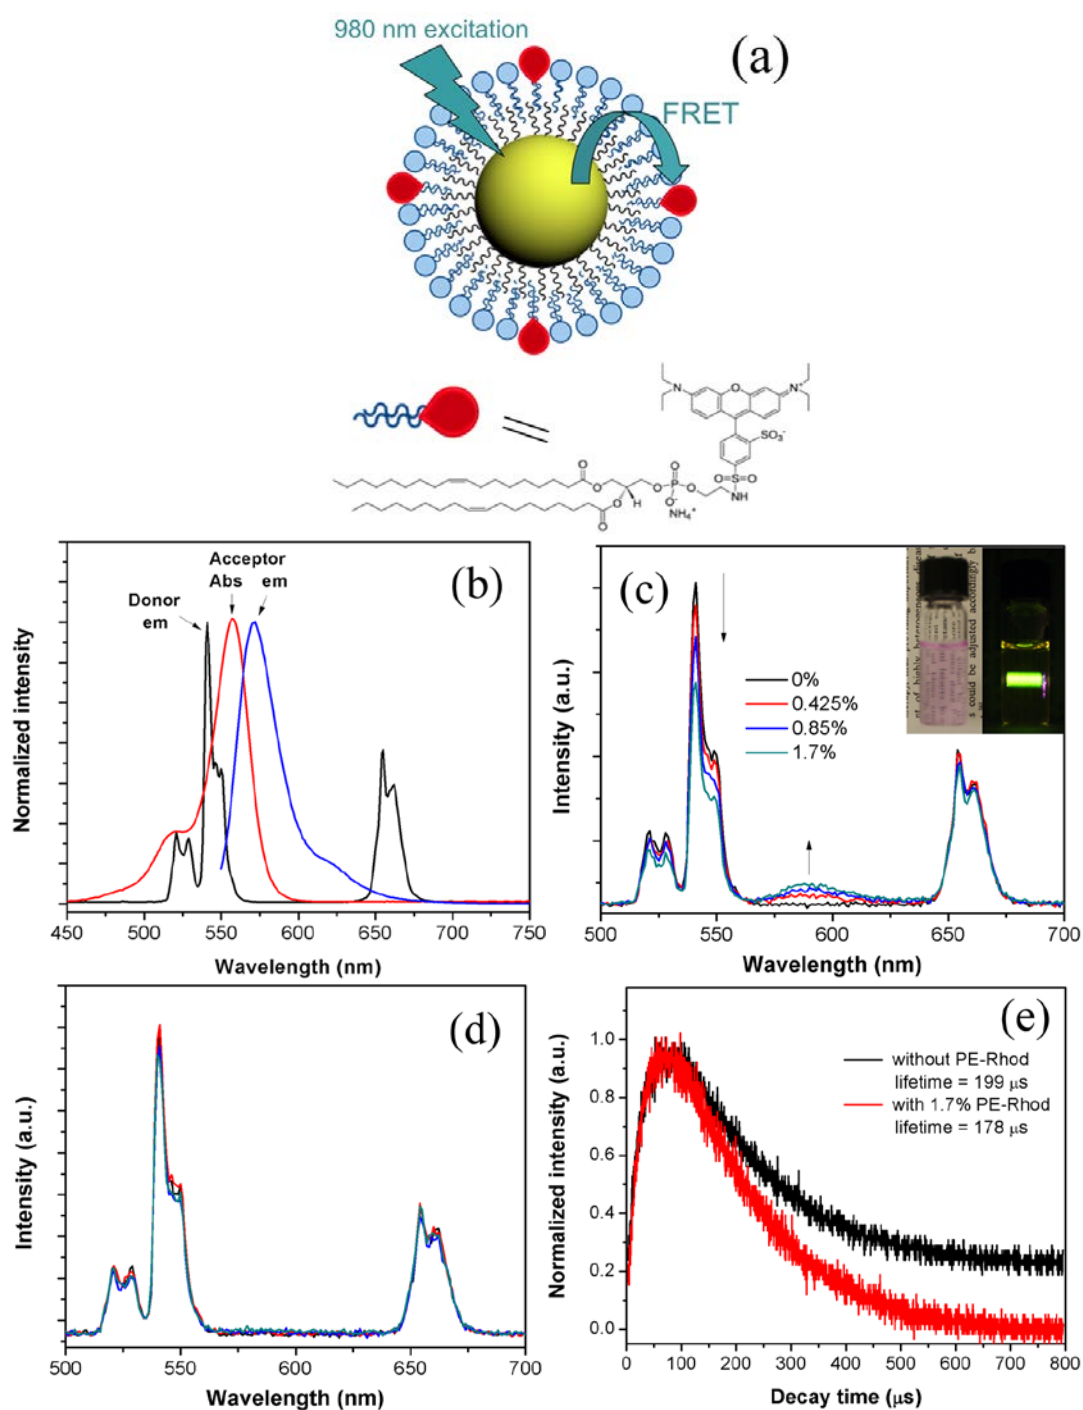 980 nm excitation
(a)
FRET
N
O
N+
SO3-
O=S=O
NH
O
O
O
O
P
O
O
O-
H
NH4+
O
O
(b)
Acceptor
Abs em
Donor
em
Normalized intensity
450 500 550 600 650 700 750
Wavelength (nm)
(c)
0%
0.425%
0.85%
1.7%
s could be adjusted accordingly b
Intensity (a.u.)
500 550 600 650 700
Wavelength (nm)
(d)
Intensity (a.u.)
500 550 600 650 700
Wavelength (nm)
(e)
without PE-Rhod
lifetime = 199 μs
with 1.7% PE-Rhod
lifetime = 178 μs
Normalized intensity (a.u.)
1.0
0.8
0.6
0.4
0.2
0.0
0 100 200 300 400 500 600 700 800
Decay time (μs)